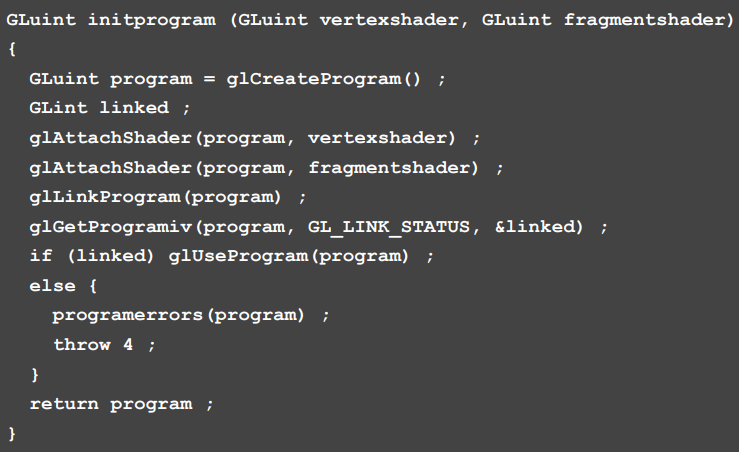 GLuint initprogram (GLuint vertexshader, GLuint fragmentshader)
{
  GLuint program = glCreateProgram() ;
  GLint linked ;
  glAttachShader(program, vertexshader) ;
  glAttachShader(program, fragmentshader) ;
  glLinkProgram(program) ;
  glGetProgramiv(program, GL_LINK_STATUS, &linked) ;
  if (linked) glUseProgram(program) ;
  else {
    programerrors(program) ;
    throw 4 ;
  }
  return program ;
}